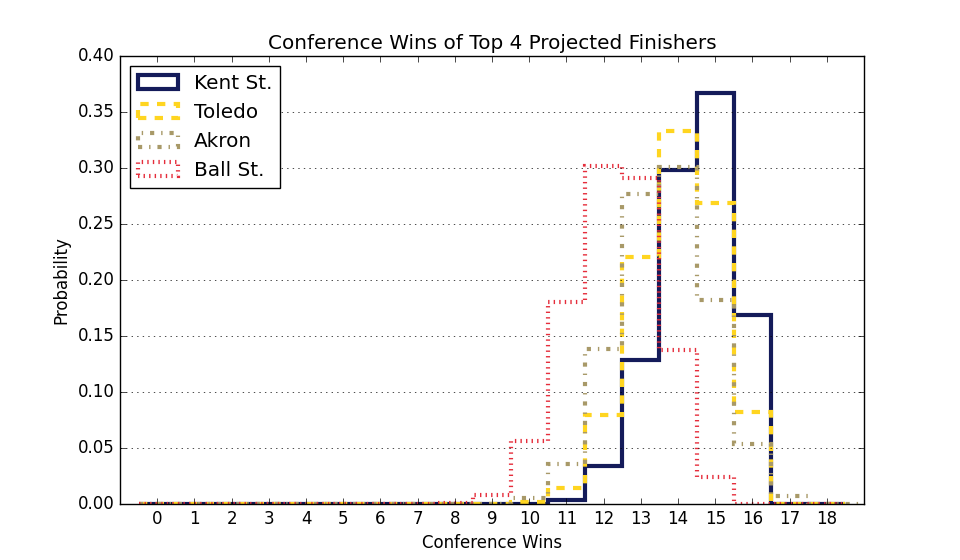 Conference Wins of Top 4 Projected Finishers
0.40
0.35
0.30
0.25
0.20
0.15
0.10
0.05
0.00
Probability
Kent St.
Toledo
Akron
Ball St.
0 1 2 3 4 5 6 7 8 9 10 11 12 13 14 15 16 17 18
Conference Wins